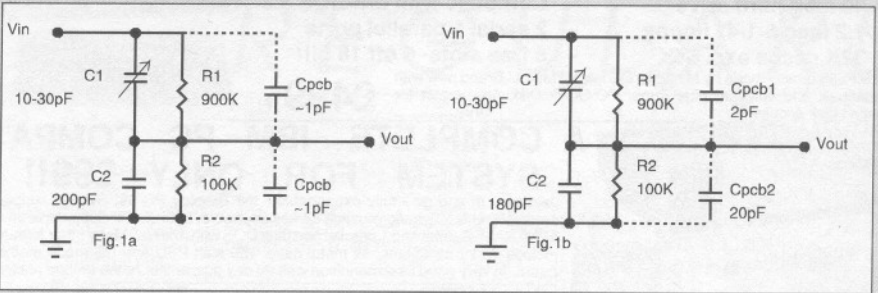 Vin
C1
10-30pF
R1
900K
Cpcb
~1pF
Vout
C2
200pF
R2
100K
Cpcb
~1pF
Fig.1a
Vin
C1
10-30pF
R1
900K
Cpcb1
2pF
Vout
C2
180pF
R2
100K
Cpcb2
20pF
Fig.1b